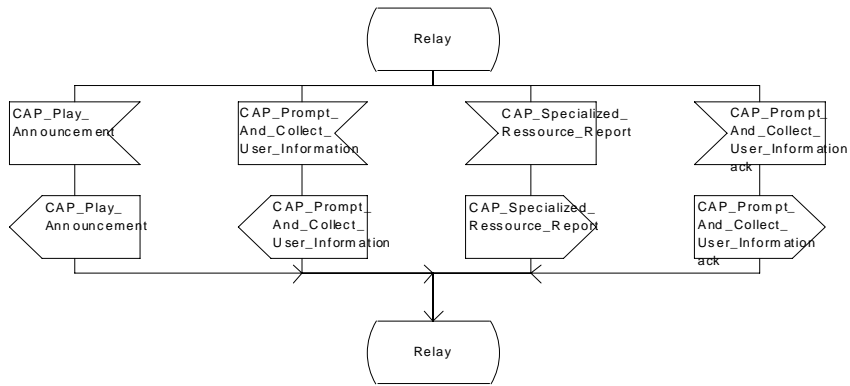 Relay
CAP_Play_
Announcement
CAP_Prompt_
And_Collect_
User_Information
CAP_Specialized_
Ressource_Report
CAP_Prompt_
And_Collect_
User_Information
ack
CAP_Play_
Announcement
CAP_Prompt_
And_Collect_
User_Information
CAP_Specialized_
Ressource_Report
CAP_Prompt_
And_Collect_
User_Information
ack
Relay